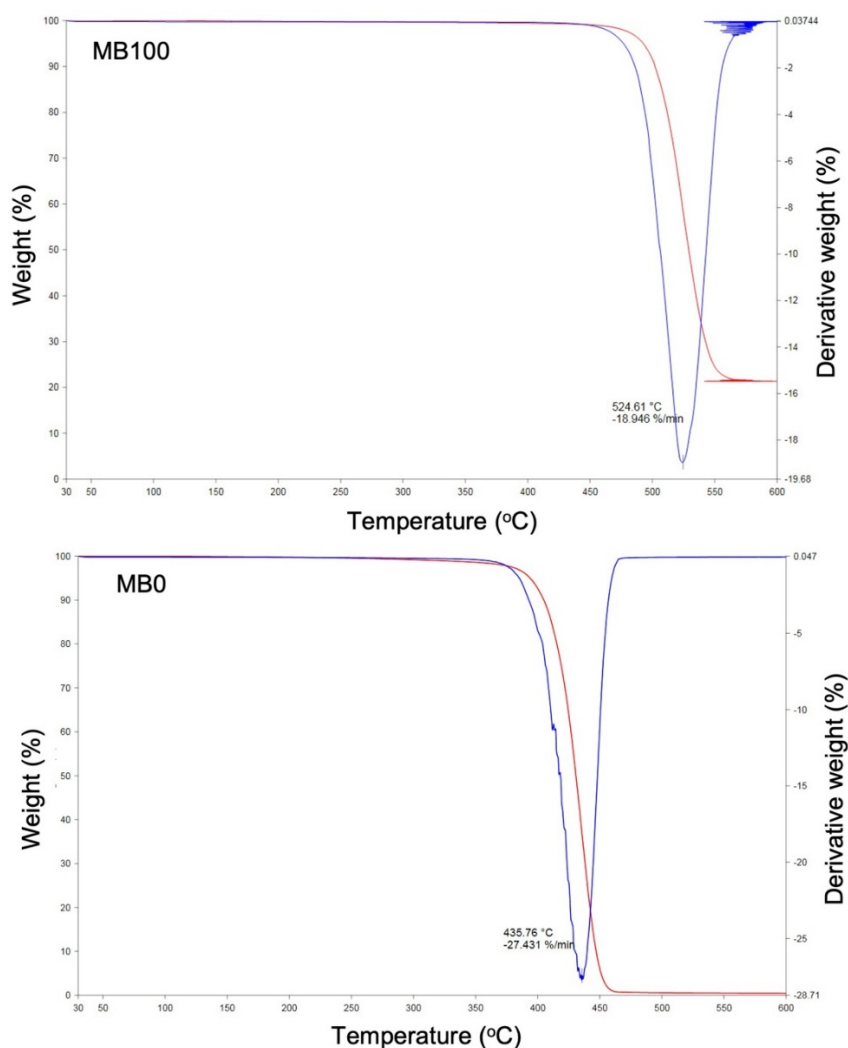 MB100
Weight (%)
100
90
80
70
60
50
40
30
20
10
0
0.03744
-2
-4
-6
-8
-10
-12
-14
-16
-18
-19.68
Derivative weight (%)
524.61 °C
-18.946 %/min
30 50 100 150 200 250 300 350 400 450 500 550 600
Temperature (°C)
MB0
Weight (%)
100
90
80
70
60
50
40
30
20
10
0
0.047
-5
-10
-15
-20
-25
-28.71
Derivative weight (%)
435.76 °C
-27.431 %/min
30 50 100 150 200 250 300 350 400 450 500 550 600
Temperature (°C)